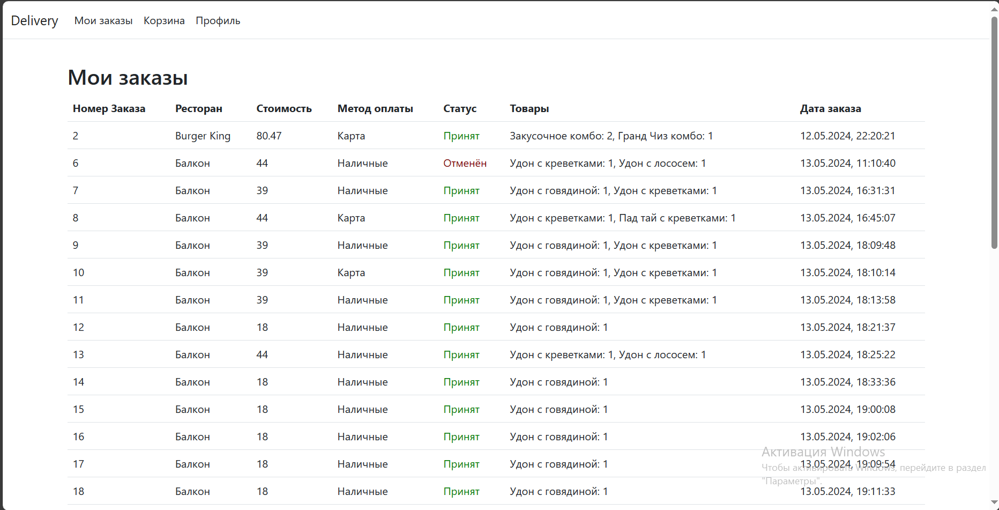 Delivery Мои заказы Корзина Профиль
Мои заказы
Номер Заказа Ресторан Стоимость Метод оплаты Статус Товары Дата заказа
2 Burger King 80.47 Карта Принят Закусочное комбо: 2, Гранд Чиз комбо: 1 12.05.2024, 22:20:21
6 Балкон 44 Наличные Отменён Удон с креветками: 1, Удон с лососем: 1 13.05.2024, 11:10:40
7 Балкон 39 Наличные Принят Удон с говядиной: 1, Удон с креветками: 1 13.05.2024, 16:31:31
8 Балкон 44 Карта Принят Удон с креветками: 1, Пад тай с креветками: 1 13.05.2024, 16:45:07
9 Балкон 39 Наличные Принят Удон с говядиной: 1, Удон с креветками: 1 13.05.2024, 18:09:48
10 Балкон 39 Карта Принят Удон с говядиной: 1, Удон с креветками: 1 13.05.2024, 18:10:14
11 Балкон 39 Наличные Принят Удон с говядиной: 1, Удон с креветками: 1 13.05.2024, 18:13:58
12 Балкон 18 Наличные Принят Удон с говядиной: 1 13.05.2024, 18:21:37
13 Балкон 44 Наличные Принят Удон с креветками: 1, Удон с лососем: 1 13.05.2024, 18:25:22
14 Балкон 18 Наличные Принят Удон с говядиной: 1 13.05.2024, 18:33:36
15 Балкон 18 Наличные Принят Удон с говядиной: 1 13.05.2024, 19:00:08
16 Балкон 18 Наличные Принят Удон с говядиной: 1 13.05.2024, 19:02:06
Активация Windows
17 Балкон 18 Наличные Принят Удон с говядиной: 1 13.05.2024, 19:09:54
Чтобы активировать Windows, перейдите в раздел
"Параметры".
18 Балкон 18 Наличные Принят Удон с говядиной: 1 13.05.2024, 19:11:33